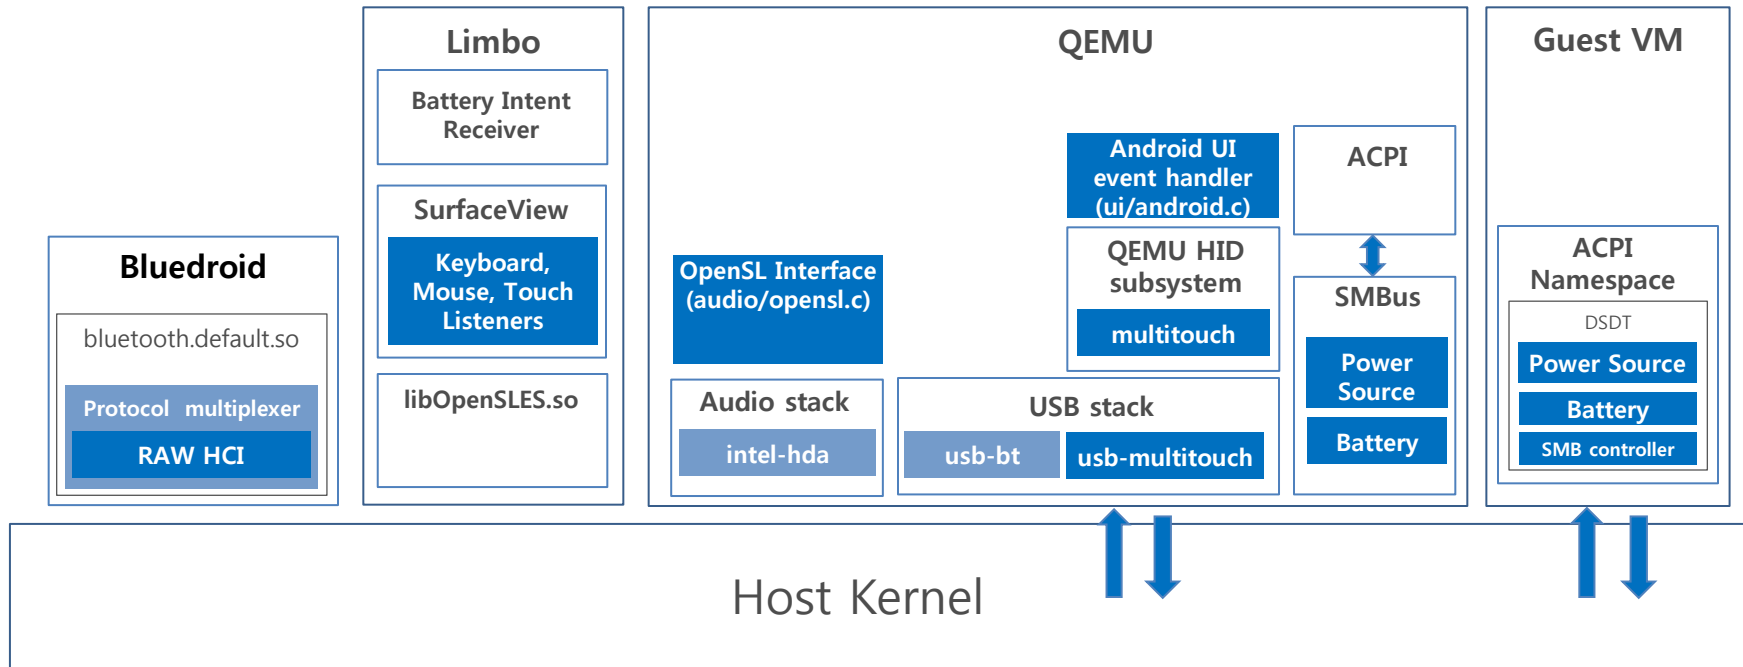 Bluedroid
bluetooth.default.so
Protocol multiplexer
RAW HCI
Limbo
Battery Intent
Receiver
SurfaceView
Keyboard,
Mouse, Touch
Listeners
libOpenSLES.so
QEMU
OpenSL Interface
(audio/opensl.c)
Audio stack
intel-hda
Android UI
event handler
(ui/android.c)
QEMU HID
subsystem
multitouch
USB stack
usb-bt
usb-multitouch
ACPI
SMBus
Power
Source
Battery
Guest VM
ACPI
Namespace
DSDT
Power Source
Battery
SMB controller
Host Kernel